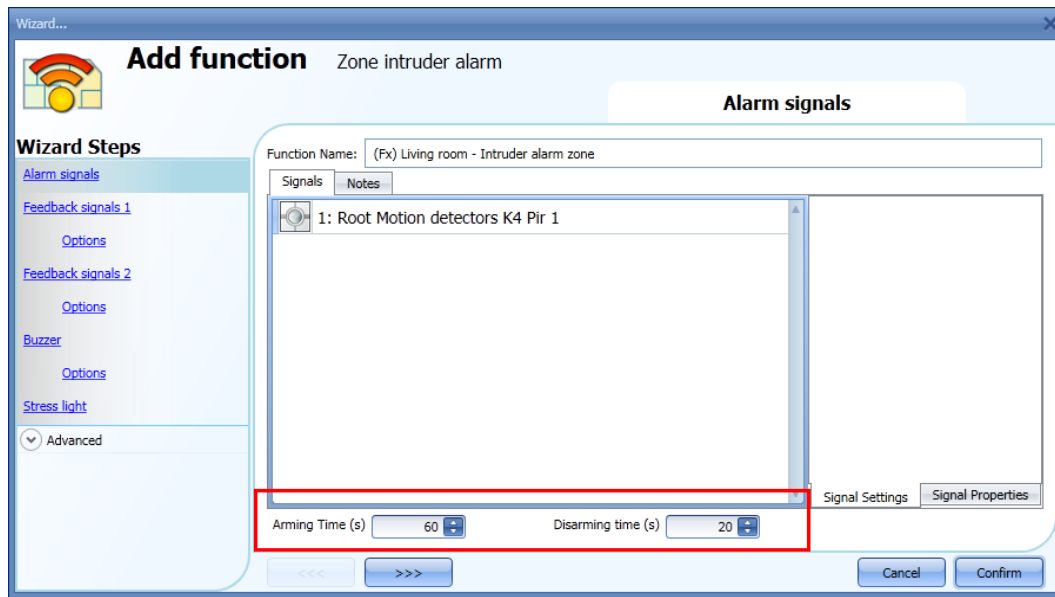 Wizard...
Add function Zone intruder alarm
Alarm signals
Wizard Steps
Alarm signals
Feedback signals 1
Options
Feedback signals 2
Options
Buzzer
Options
Stress light
Advanced
Function Name: (Fx) Living room - Intruder alarm zone
Signals Notes
1: Root Motion detectors K4 Pir 1
Signal Settings Signal Properties
Arming Time (s) 60 Disarming time (s) 20
<<< >>> Cancel Confirm